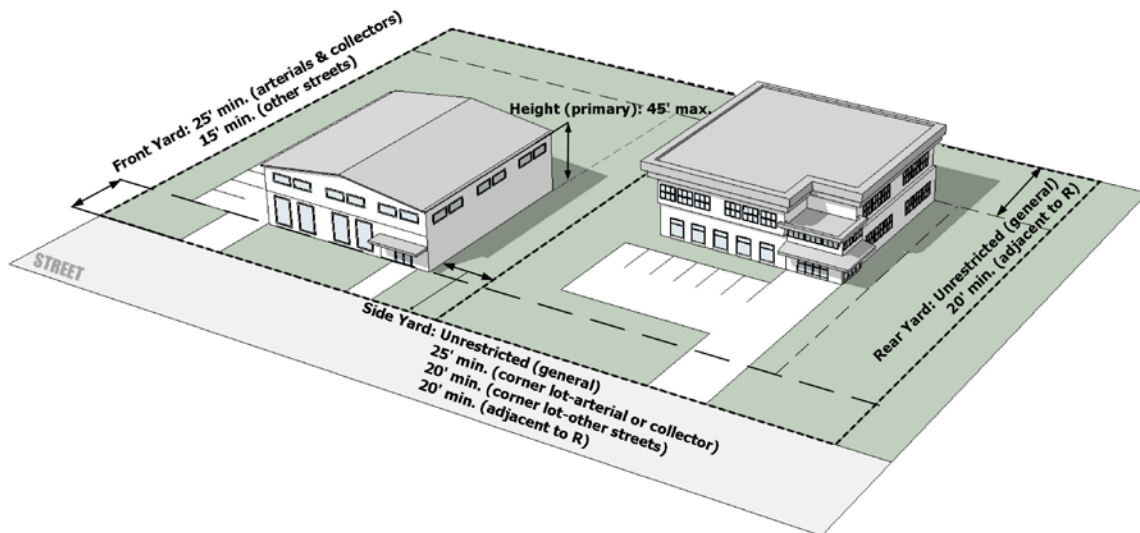 Front Yard: 25' min. (arterials & collectors)
15' min. (other streets)
Height (primary): 45' max.
STREET
Side Yard: Unrestricted (general)
25' min. (corner lot-arterial or collector)
20' min. (corner lot-other streets)
20' min. (adjacent to R)
Rear Yard: Unrestricted (general)
20' min. (adjacent to R)